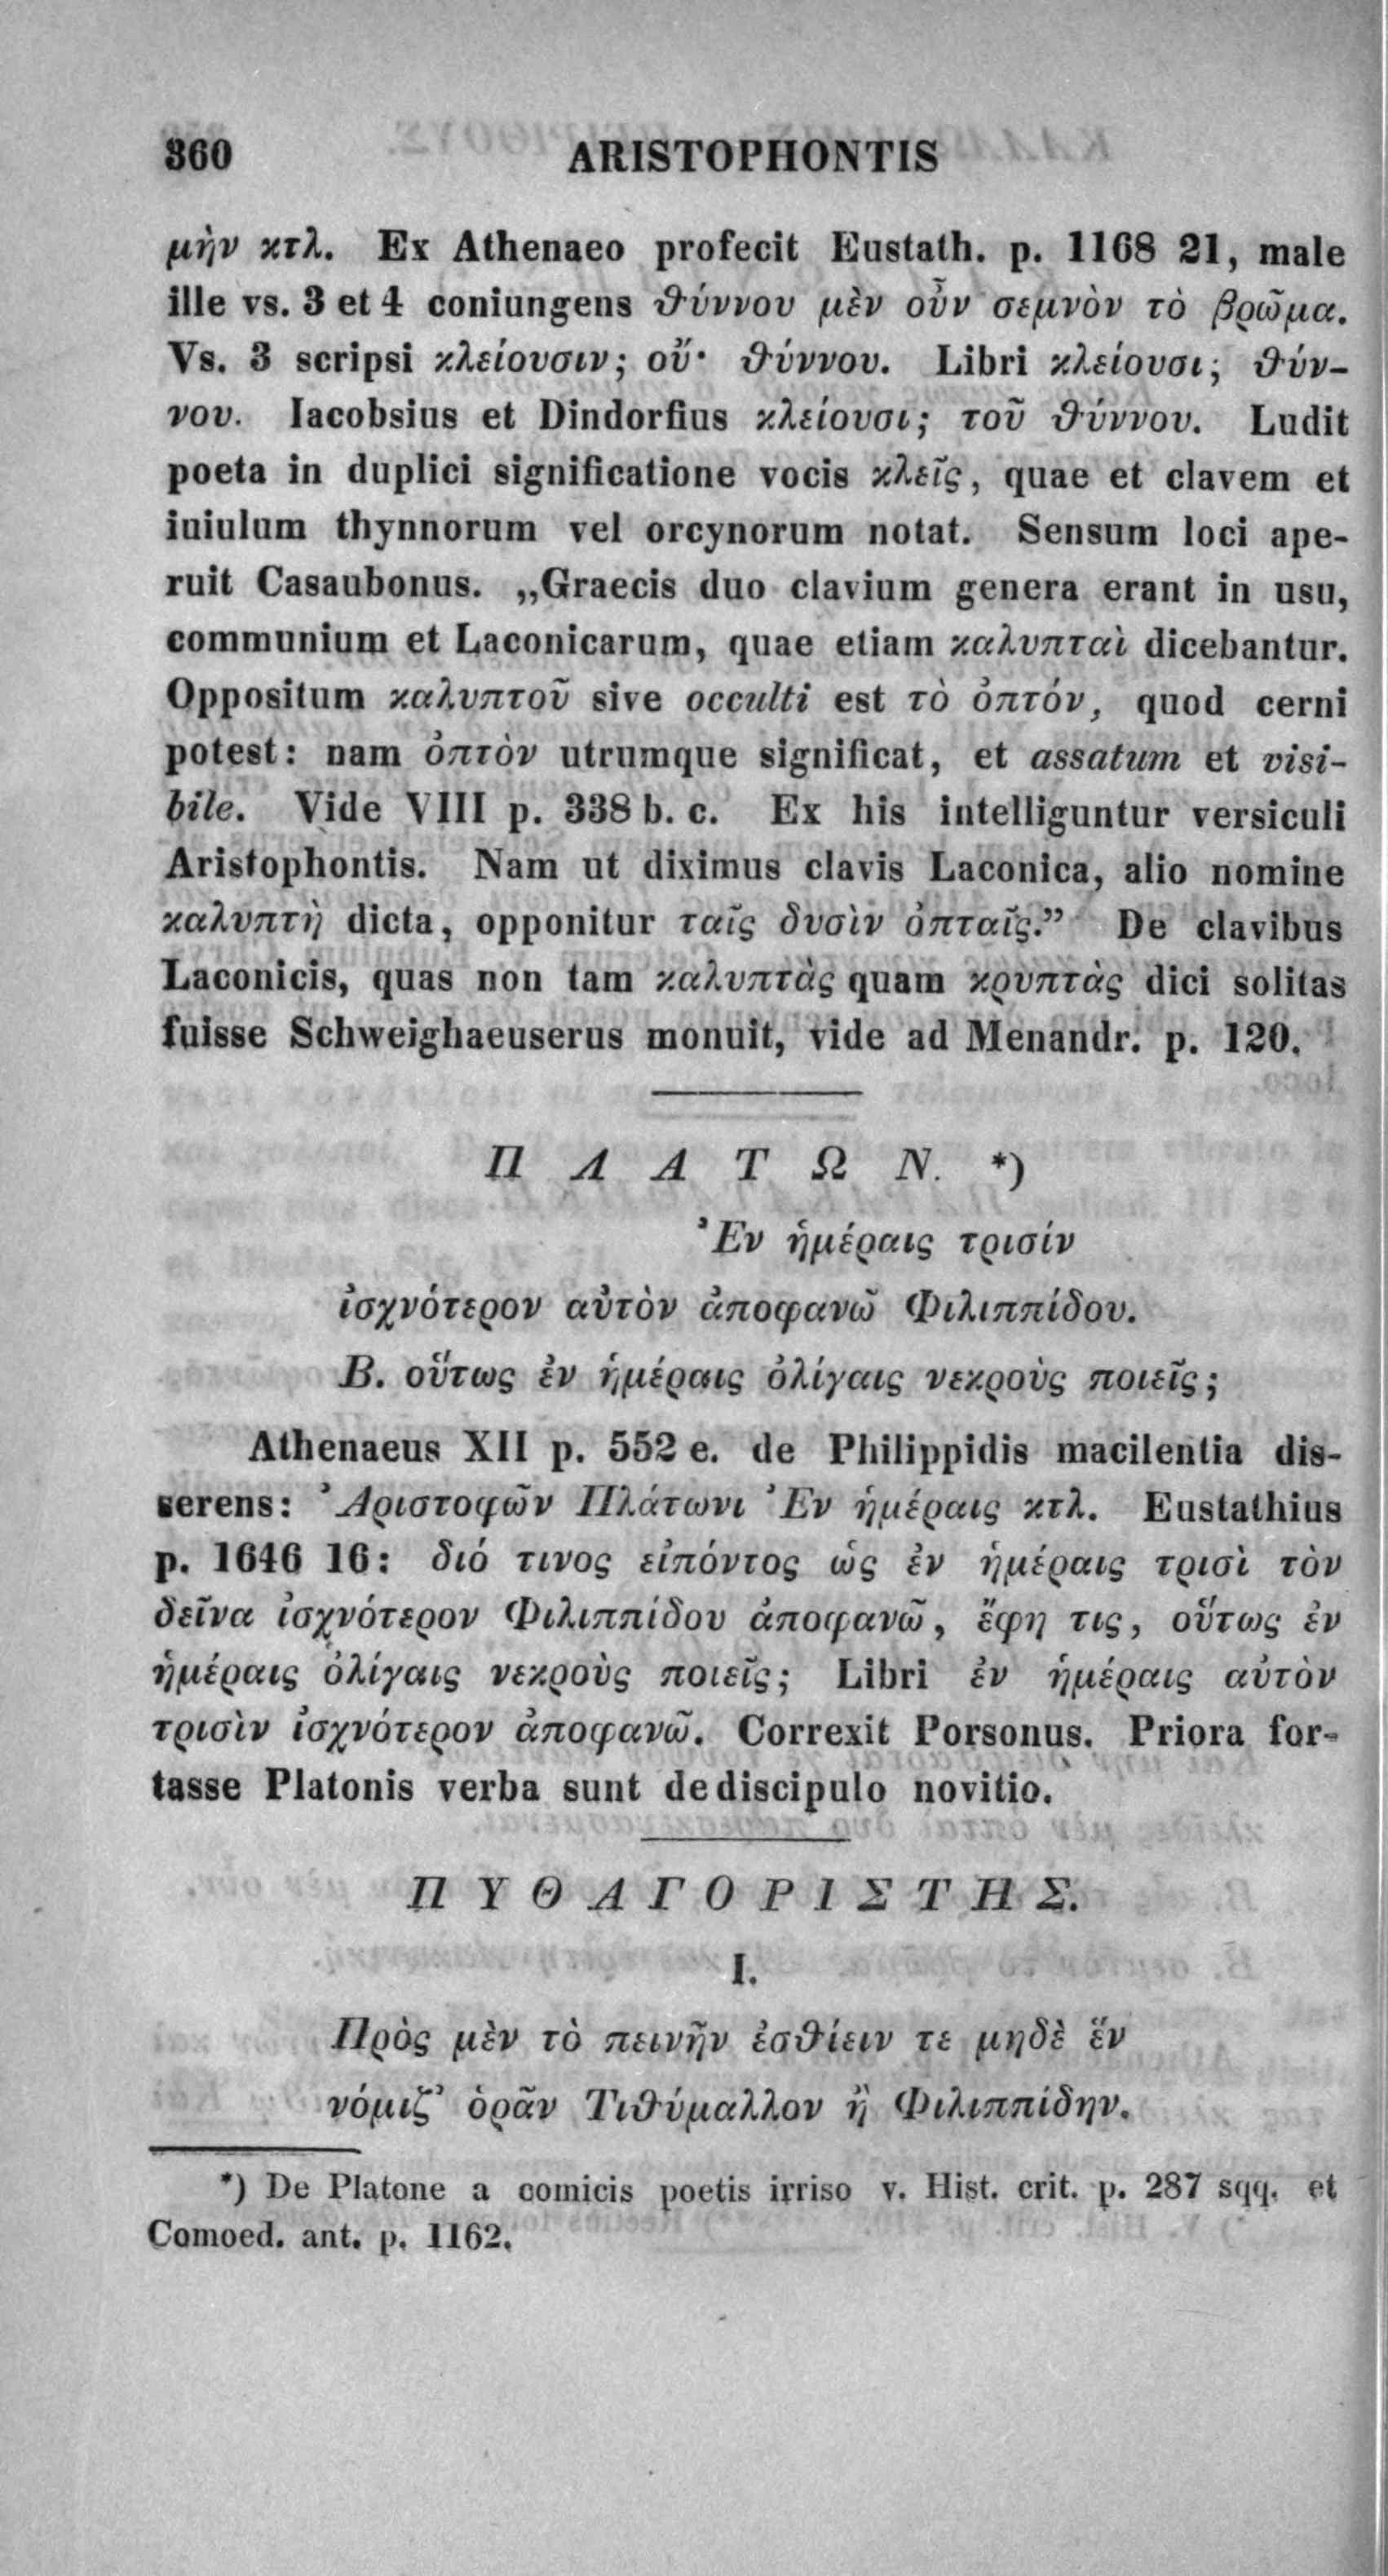 360 ARISTOPHONTIS
μὴν κτλ. Ex Athenaeo profecit Eustath. p. 1168 21, male
ille vs. 3 et 4 coniungens θύννου μὲν οὖν σεμνὸν τὸ βρῶμα.
Vs. 3 scripsi κλείουσιν; οὔ· θύννου. Libri κλείουσι; θύν-
νου. Iacobsius et Dindorfius κλείουσι; τοῦ θύννου. Ludit
poeta in duplici significatione vocis κλεῖς, quae et clavem et
iuiulum thynnorum vel orcynorum notat. Sensum loci ape-
ruit Casaubonus. „Graecis duo clavium genera erant in usu,
communium et Laconicarum, quae etiam καλυπταὶ dicebantur.
Oppositum καλυπτοῦ sive occulti est τὸ ὀπτόν, quod cerni
potest: nam ὀπτὸν utrumque significat, et assatum et visi-
bile. Vide VIII p. 338 b. c. Ex his intelliguntur versiculi
Aristophontis. Nam ut diximus clavis Laconica, alio nomine
καλυπτὴ dicta, opponitur ταῖς δυσὶν ὀπταῖς.” De clavibus
Laconicis, quas non tam καλυπτὰς quam κρυπτὰς dici solitas
fuisse Schweighaeuserus monuit, vide ad Menandr. p. 120.
Π Λ Α Τ Ω Ν. *)
Ἐν ἡμέραις τρισίν
ἰσχνότερον αὐτὸν ἀποφανῶ Φιλιππίδου.
Β. οὕτως ἐν ἡμέραις ὀλίγαις νεκροὺς ποιεῖς;
Athenaeus XII p. 552 e. de Philippidis macilentia dis-
serens: Ἀριστοφῶν Πλάτωνι Ἐν ἡμέραις κτλ. Eustathius
p. 1646 16: διό τινος εἰπόντος ὡς ἐν ἡμέραις τρισὶ τὸν
δεῖνα ἰσχνότερον Φιλιππίδου ἀποφανῶ, ἔφη τις, οὕτως ἐν
ἡμέραις ὀλίγαις νεκροὺς ποιεῖς; Libri ἐν ἡμέραις αὐτὸν
τρισὶν ἰσχνότερον ἀποφανῶ. Correxit Porsonus. Priora for-
tasse Platonis verba sunt de discipulo novitio.
Π Υ Θ Α Γ Ο Ρ Ι Σ Τ Η Σ.
I.
Πρὸς μὲν τὸ πεινῆν ἐσθίειν τε μηδὲ ἕν
νόμιζ’ ὁρᾶν Τιθύμαλλον ἢ Φιλιππίδην.
*) De Platone a comicis poetis irriso v. Hist. crit. p. 287 sqq. et
Comoed. ant. p. 1162.